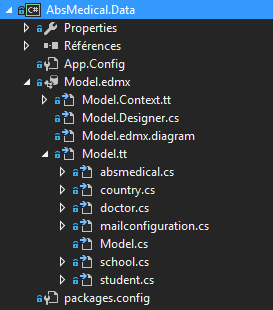 AbsMedical.Data
Properties
Références
App.Config
Model.edmx
Model.Context.tt
Model.Designer.cs
Model.edmx.diagram
Model.tt
absmedical.cs
country.cs
doctor.cs
mailconfiguration.cs
Model.cs
school.cs
student.cs
packages.config